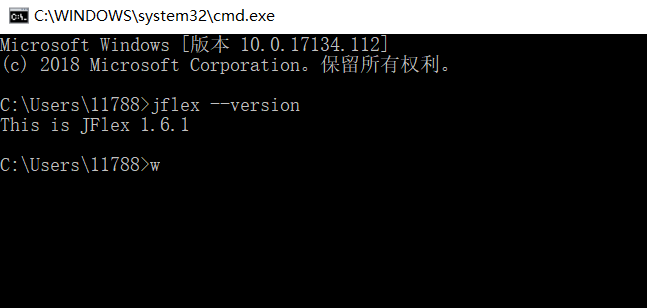 C:\WINDOWS\system32\cmd.exe
Microsoft Windows [版本 10.0.17134.112]
(c) 2018 Microsoft Corporation。保留所有权利。
C:\Users\11788>jflex --version
This is JFlex 1.6.1
C:\Users\11788>w